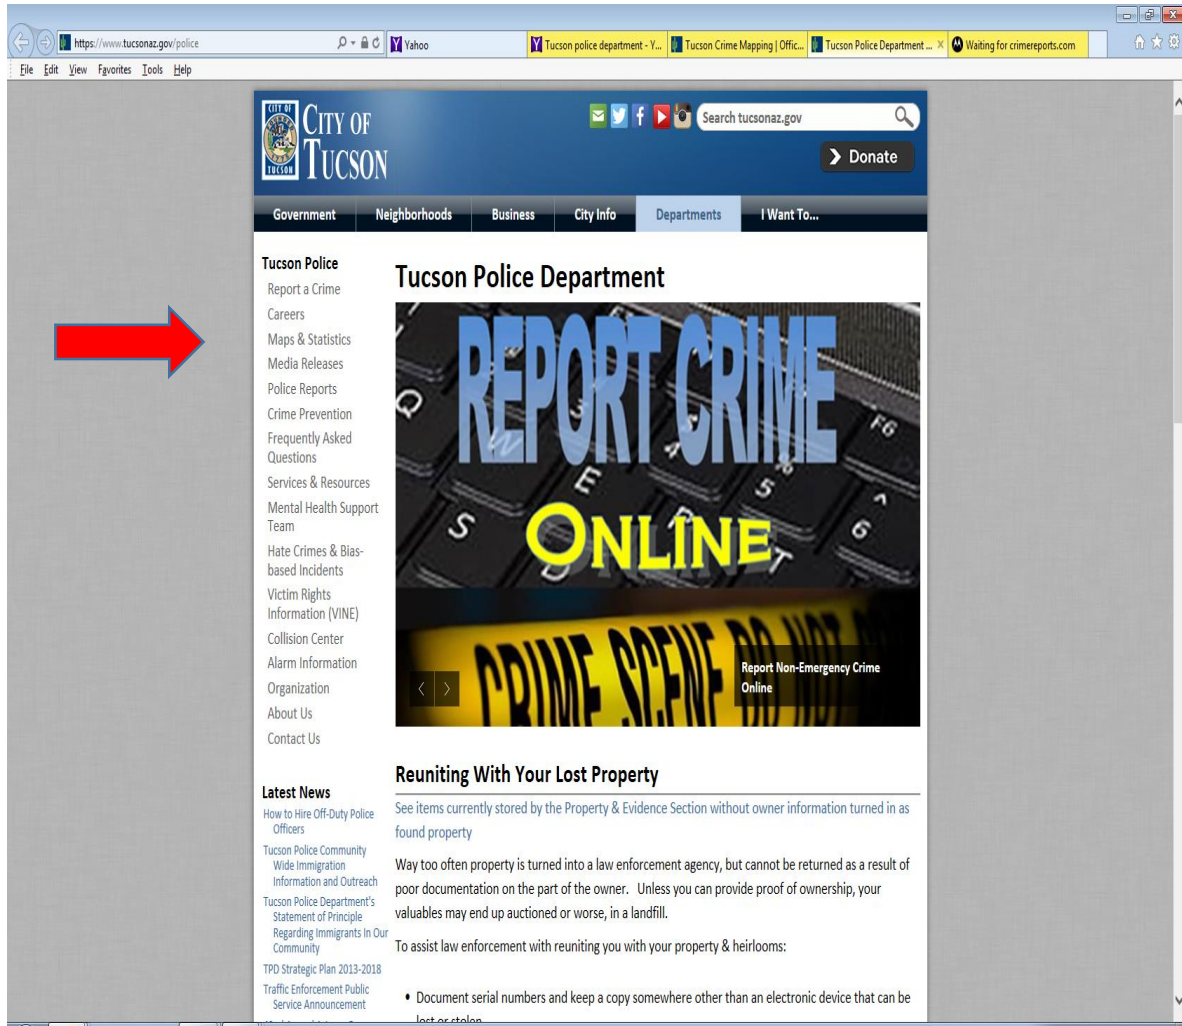 https://www.tucsonaz.gov/police
Yahoo
Tucson police department - Y...
Tucson Crime Mapping | Offic...
Tucson Police Department ...
Waiting for crimereports.com
File Edit View Favorites Tools Help
CITY OF
TUCSON
CITY OF
TUCSON
Search tucsonaz.gov
Donate
Government Neighborhoods Business City Info Departments I Want To...
Tucson Police
Report a Crime
Careers
Maps & Statistics
Media Releases
Police Reports
Crime Prevention
Frequently Asked
Questions
Services & Resources
Mental Health Support
Team
Hate Crimes & Bias-
based Incidents
Victim Rights
Information (VINE)
Collision Center
Alarm Information
Organization
About Us
Contact Us
Latest News
How to Hire Off-Duty Police
Officers
Tucson Police Community
Wide Immigration
Information and Outreach
Tucson Police Department's
Statement of Principle
Regarding Immigrants In Our
Community
TPD Strategic Plan 2013-2018
Traffic Enforcement Public
Service Announcement
Tucson Police Department
REPORT CRIME
ONLINE
CRIME SCENE DO NOT
Report Non-Emergency Crime
Online
Reuniting With Your Lost Property
See items currently stored by the Property & Evidence Section without owner information turned in as
found property
Way too often property is turned into a law enforcement agency, but cannot be returned as a result of
poor documentation on the part of the owner. Unless you can provide proof of ownership, your
valuables may end up auctioned or worse, in a landfill.
To assist law enforcement with reuniting you with your property & heirlooms:
• Document serial numbers and keep a copy somewhere other than an electronic device that can be
lost or stolen